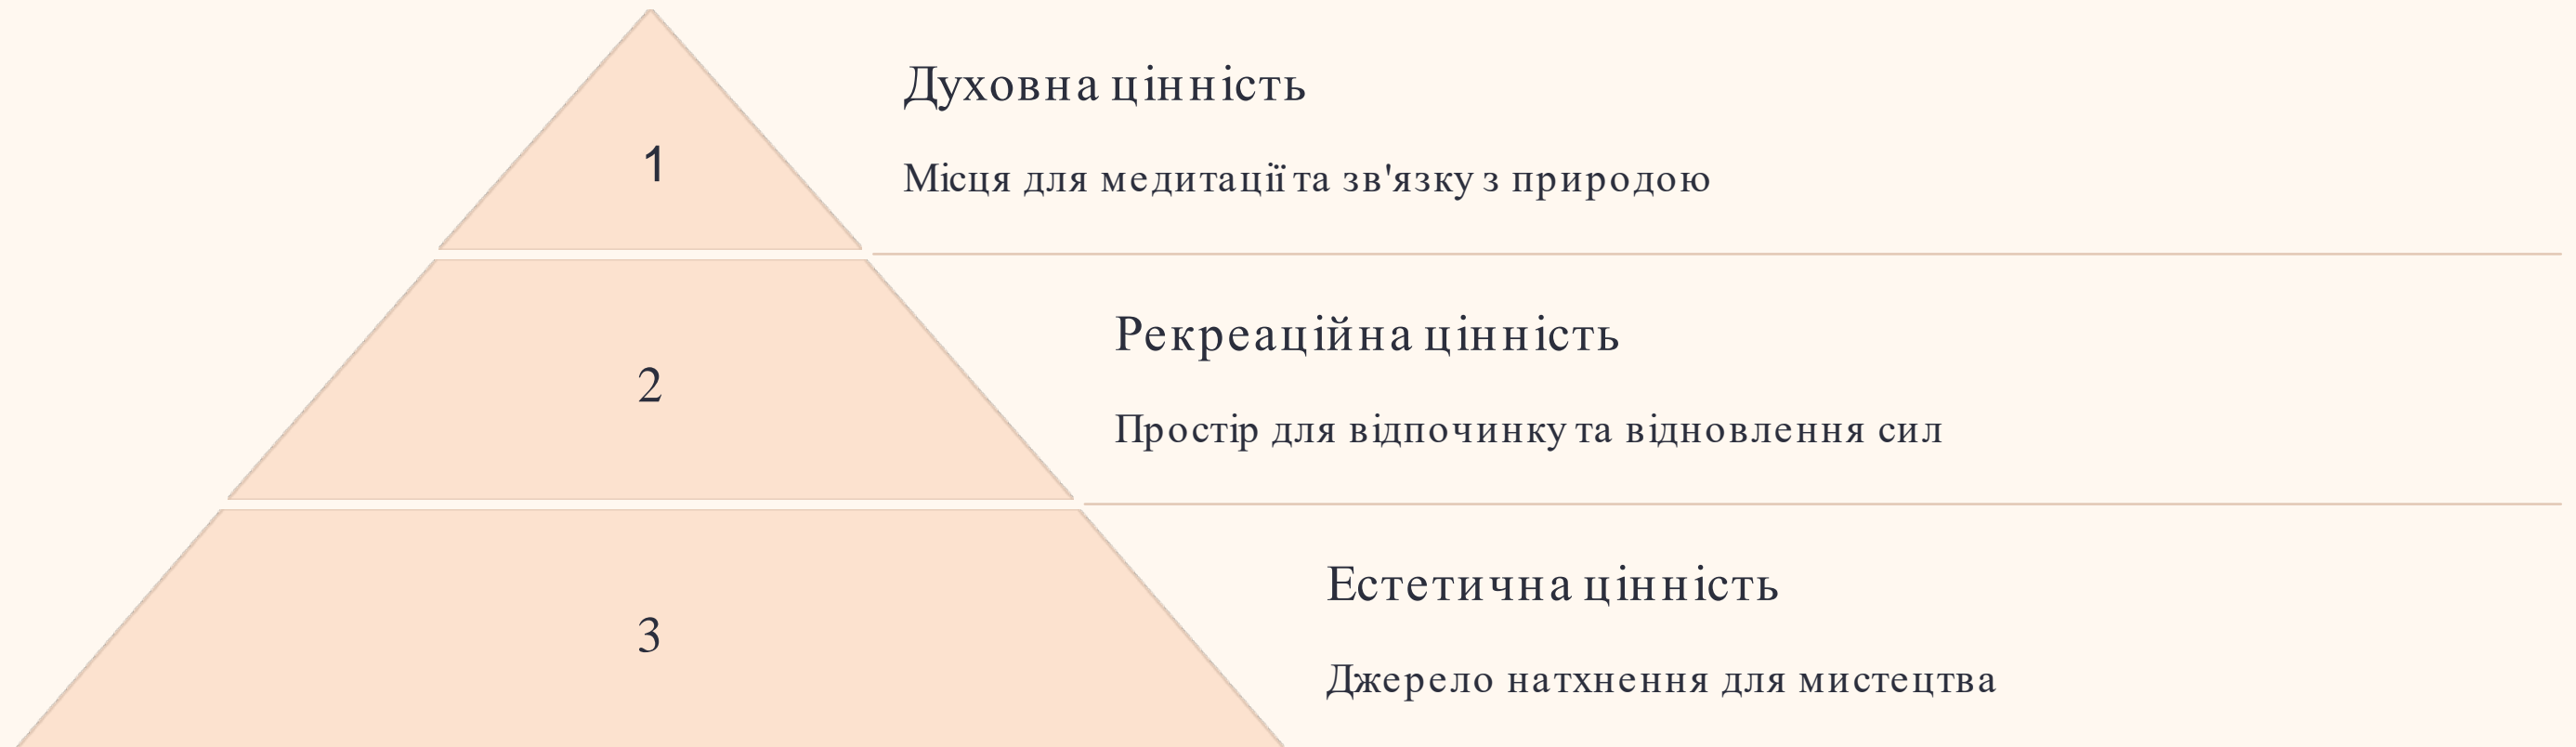 1
Духовна цінність
Місця для медитації та зв'язку з природою
2
Рекреаційна цінність
Простір для відпочинку та відновлення сил
3
Естетична цінність
Джерело натхнення для мистецтва